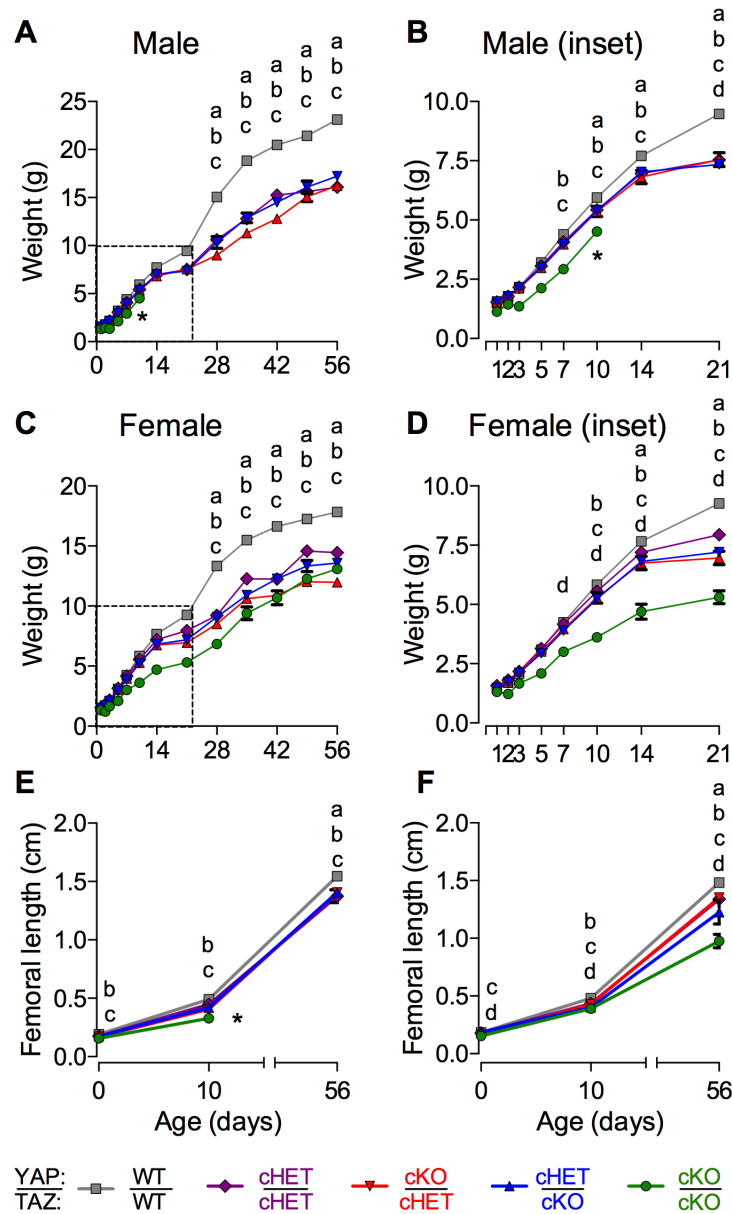 A Male
a
b
c
a
b
c
a
b
c
a
b
c
a
b
c
Weight (g)
25
20
15
10
5
0
*
0 14 28 42 56
B Male (inset)
b
c
a
b
c
a
b
c
a
b
c
d
Weight (g)
10.0
7.5
5.0
2.5
0.0
*
1 2 3 5 7 10 14 21
C Female
a
b
c
a
b
c
a
b
c
a
b
c
a
b
c
Weight (g)
20
15
10
5
0
0 14 28 42 56
D Female (inset)
d
b
c
d
a
b
c
d
a
b
c
d
Weight (g)
10.0
7.5
5.0
2.5
0.0
1 2 3 5 7 10 14 21
E
b
c
b
c
a
b
c
Femoral length (cm)
2.0
1.5
1.0
0.5
0.0
*
0 10 56
Age (days)
F
c
d
b
c
d
a
b
c
d
Femoral length (cm)
2.0
1.5
1.0
0.5
0.0
0 10 56
Age (days)
YAP: WT cHET cKO cHET cKO
TAZ: WT cHET cHET cKO cKO